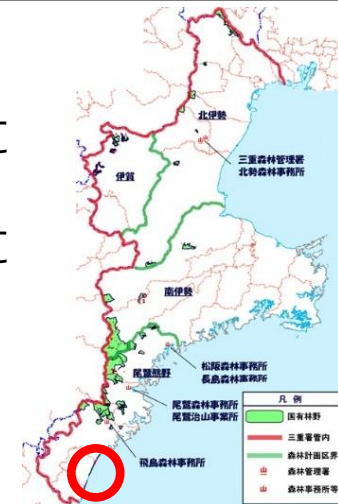 に
に
北伊勢
三重森林管理署
北勢森林事務所
伊賀
南伊勢
尾鷲熊野
松阪森林事務所
長島森林事務所
尾鷲森林事務所
尾鷲治山事業所
飛鳥森林事務所
凡 例
国有林野
三重署管内
森林計画区界
森林管理署
森林事務所等